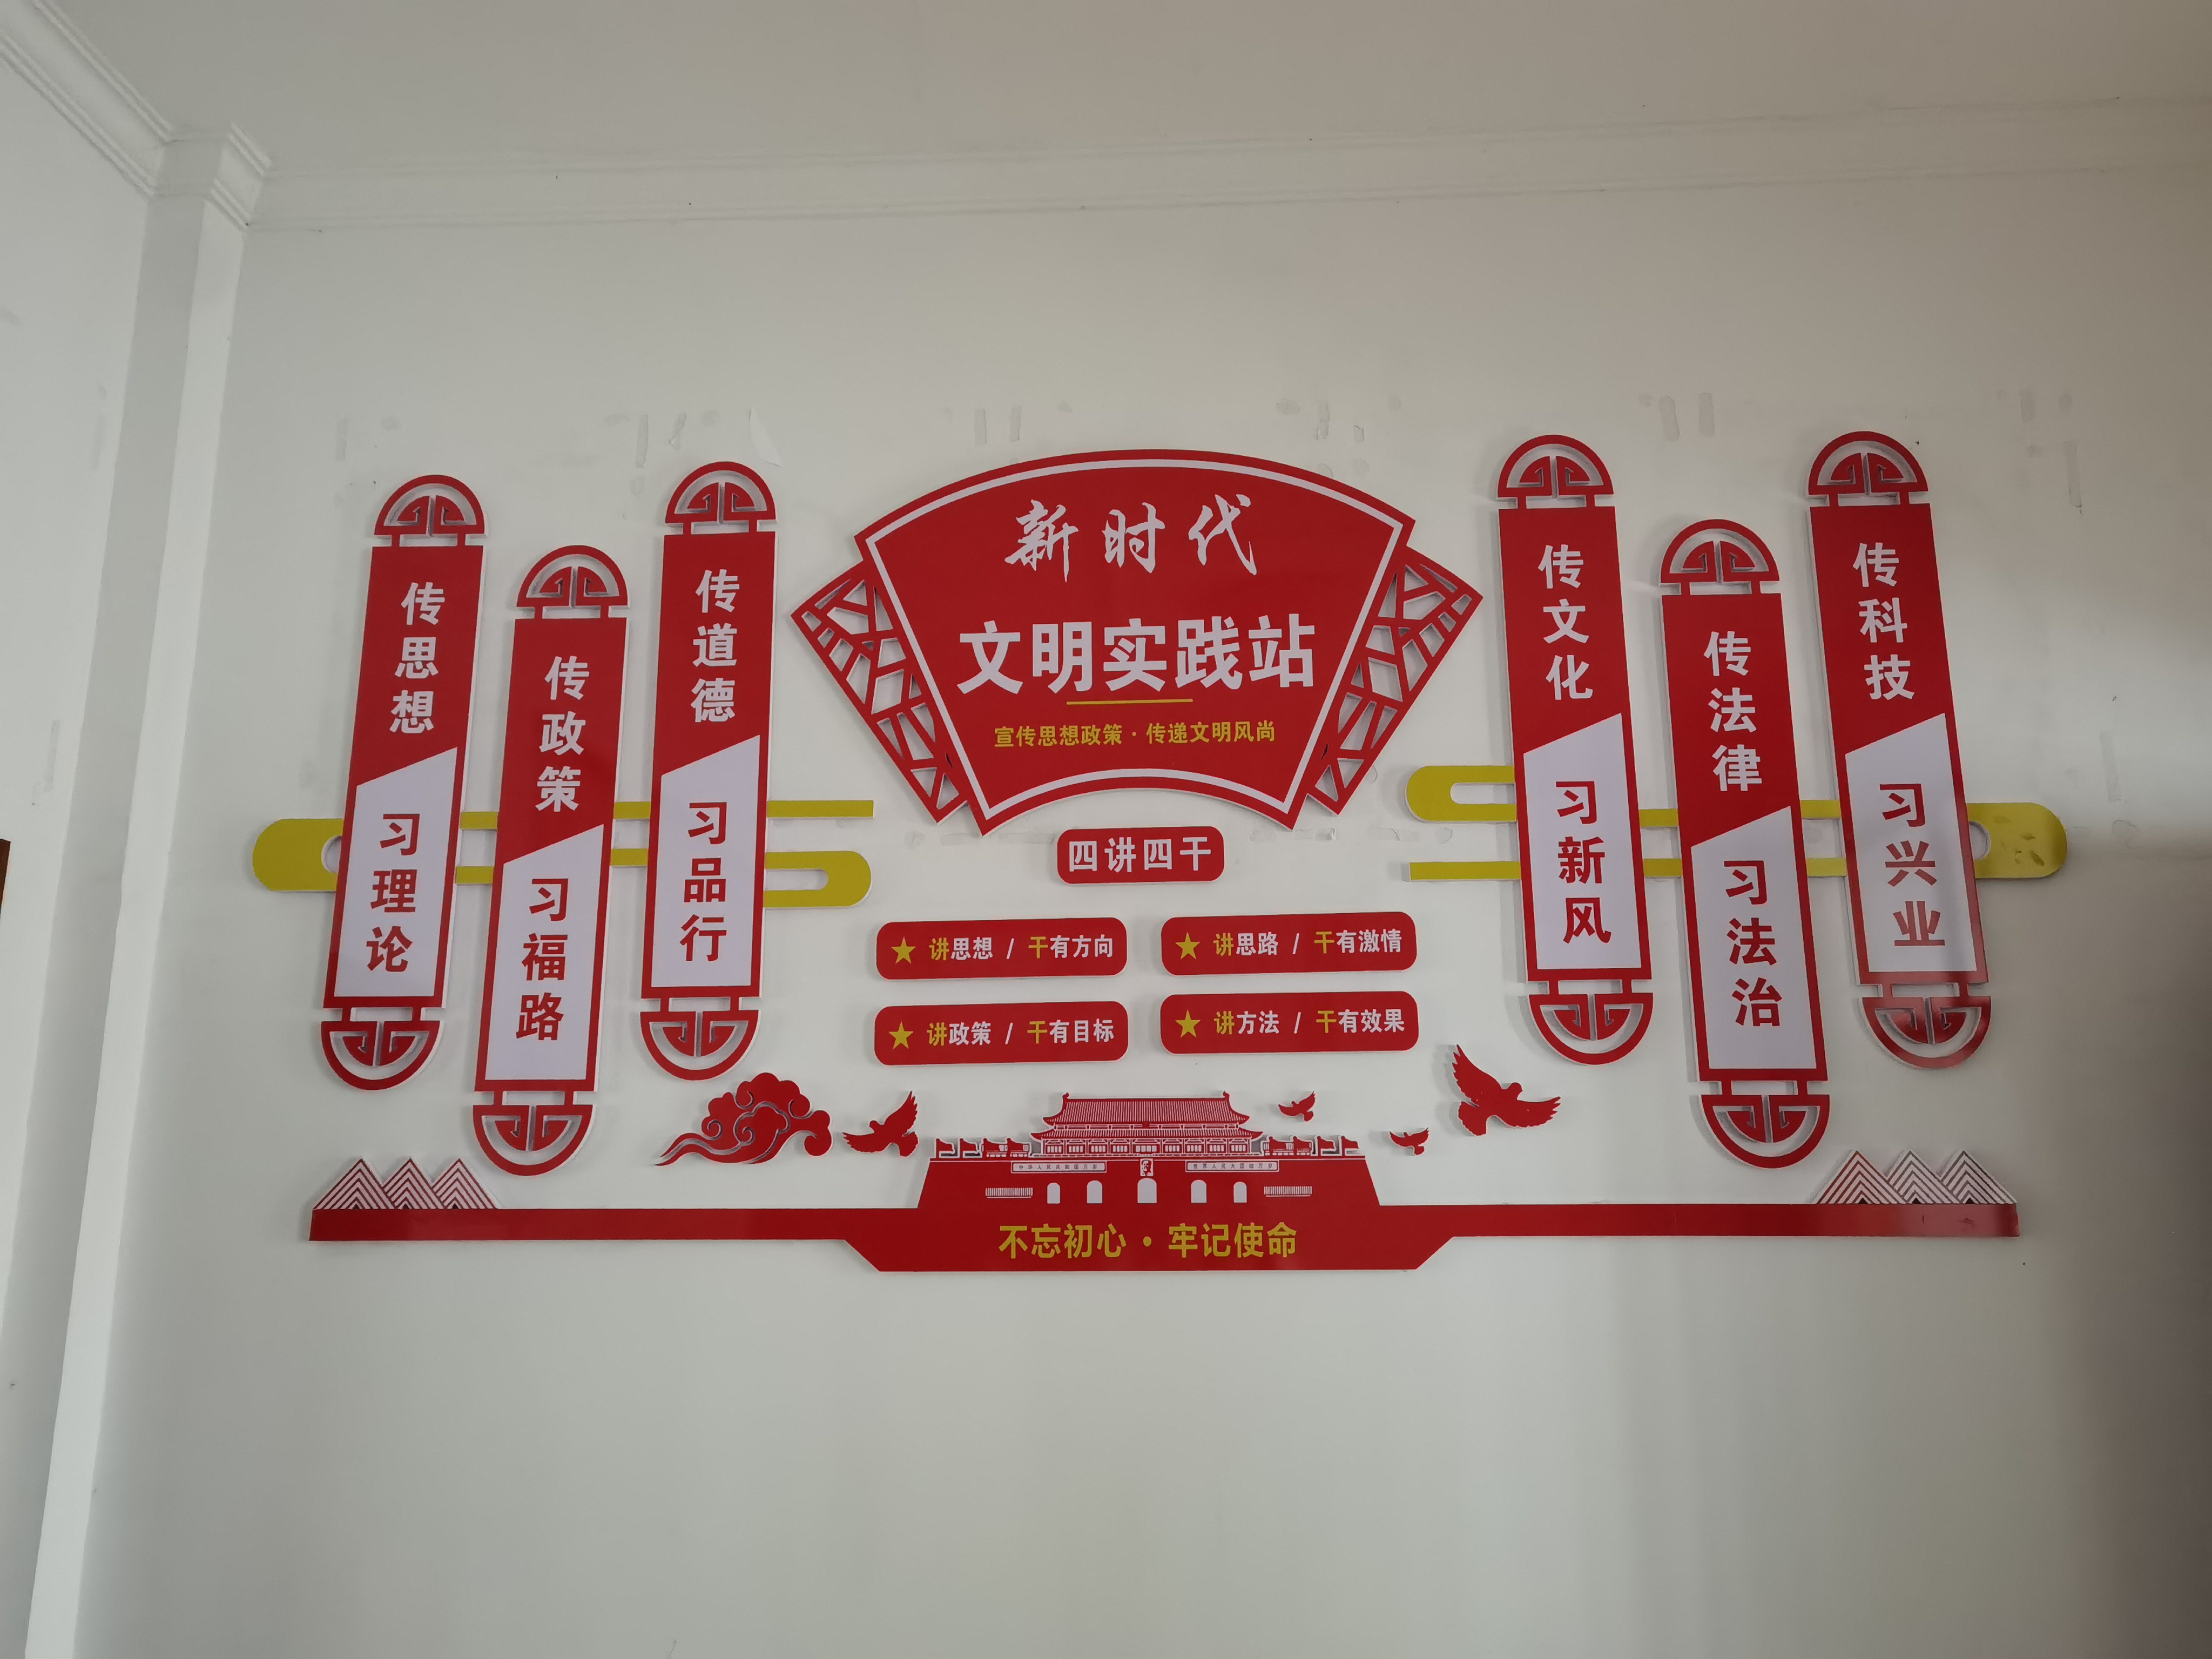 传思想
习理论
传政策
习福路
传道德
习品行
新时代
文明实践站
宣传思想政策·传递文明风尚
四讲四干
讲思想 / 干有方向
讲思路 / 干有激情
讲政策 / 干有目标
讲方法 / 干有效果
传文化
习新风
传法律
习法治
传科技
习兴业
不忘初心·牢记使命